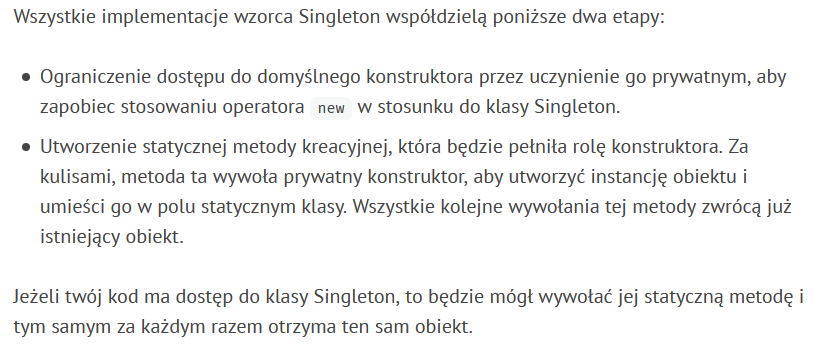 Wszystkie implementacje wzorca Singleton współdzielą poniższe dwa etapy:
• Ograniczenie dostępu do domyślnego konstruktora przez uczynienie go prywatnym, aby
zapobiec stosowaniu operatora new w stosunku do klasy Singleton.
• Utworzenie statycznej metody kreacyjnej, która będzie pełniła rolę konstruktora. Za
kulisami, metoda ta wywoła prywatny konstruktor, aby utworzyć instancję obiektu i
umieści go w polu statycznym klasy. Wszystkie kolejne wywołania tej metody zwrócą już
istniejący obiekt.
Jeżeli twój kod ma dostęp do klasy Singleton, to będzie mógł wywołać jej statyczną metodę i
tym samym za każdym razem otrzyma ten sam obiekt.